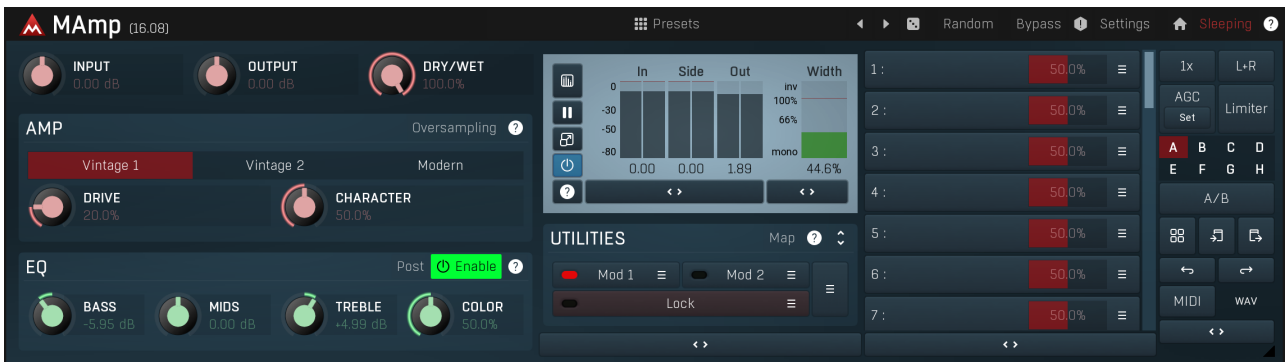 MAmp (16.08) Presets Random Bypass Settings Sleeping ?
INPUT
0.00 dB
OUTPUT
0.00 dB
DRY/WET
100.0%
AMP Oversampling ?
Vintage 1 Vintage 2 Modern
DRIVE
20.0%
CHARACTER
50.0%
EQ Post Enable ?
BASS
-5.95 dB
MIDS
0.00 dB
TREBLE
+4.99 dB
COLOR
50.0%
In Side Out Width
0
-30
-50
-80
inv
100%
66%
mono
0.00 0.00 1.89 44.6%
?
UTILITIES Map ?
Mod 1 Mod 2
Lock
1 : 50.0%
2 : 50.0%
3 : 50.0%
4 : 50.0%
5 : 50.0%
6 : 50.0%
7 : 50.0%
1x L+R
AGC
Set
Limiter
A B C D
E F G H
A/B
MIDI WAV